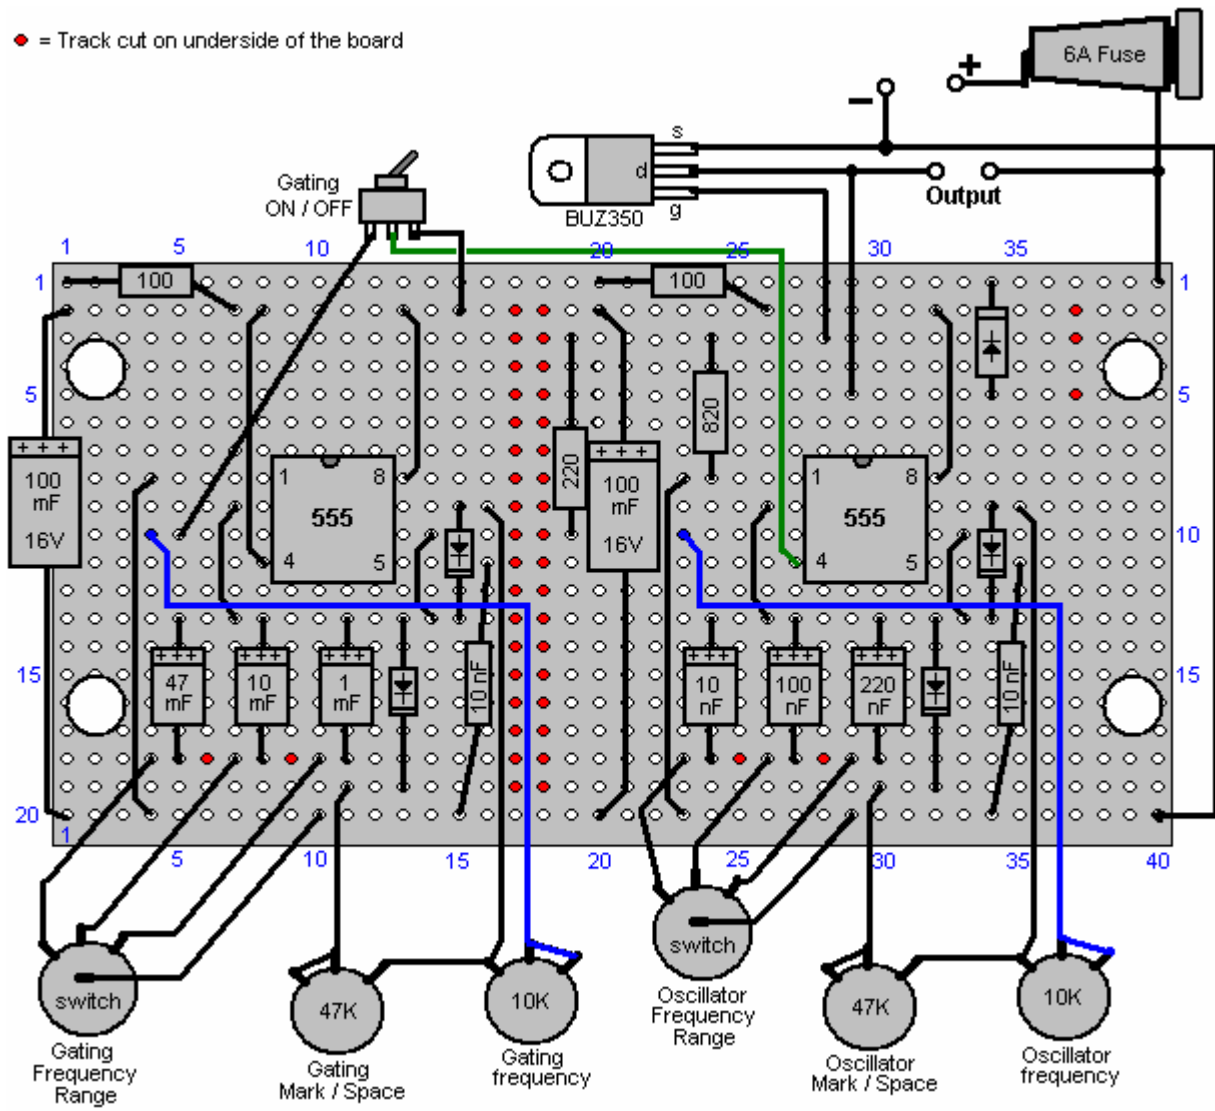 = Track cut on underside of the board
6A Fuse
+
−
s
d
g
BUZ350
Output
Gating
ON / OFF
1 5 10 20 25 30 35
1 100 100 1
5 5
+ + +
100
mF
16V
220
820
+ + +
100
mF
16V
1 8
555
4 5
1 8
555
4 5
10 10
15 15
+++
47
mF
+++
10
mF
+++
1
mF
10 nF
+++
10
nF
+++
100
nF
+++
220
nF
10 nF
20
1 5 10 15 20 25 30 35 40
switch
Gating
Frequency
Range
47K
Gating
Mark / Space
10K
Gating
frequency
switch
Oscillator
Frequency
Range
47K
Oscillator
Mark / Space
10K
Oscillator
frequency